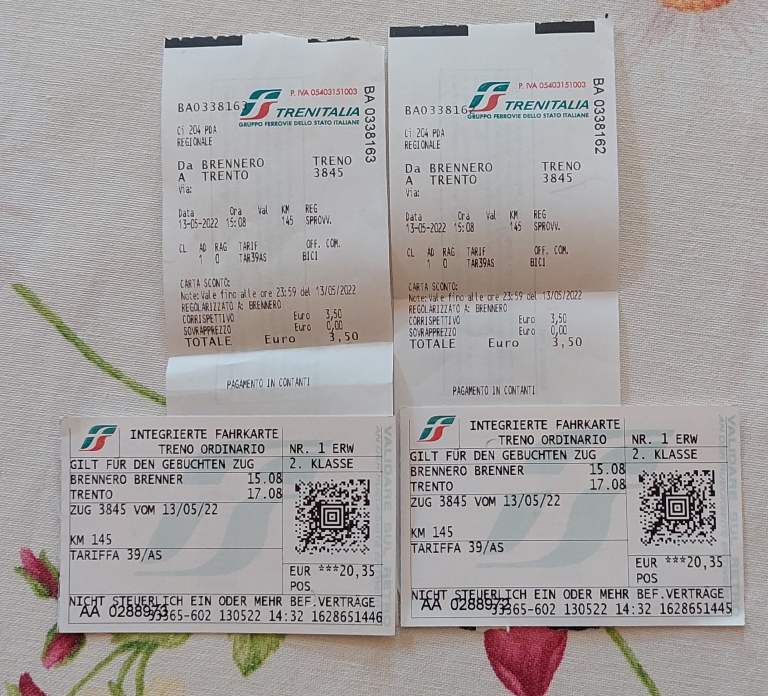 P. IVA 05403151003
BA0338163
TRENITALIA
GRUPPO FERROVIE DELLO STATO ITALIANE
BA 0338163
Ci 204 PDA
REGIONALE
Da BRENNERO TRENO
A TRENTO 3845
Via:
Data Ora Val KM REG
13-05-2022 15:08 145 SPROVV.
CL AD RAG TARIF OFF. COM.
1 0 TAR39AS BICI
CARTA SCONTO:
Note: Vale fino alle ore 23:59 del 13/05/2022
REGOLARIZZATO A: BRENNERO
CORRISPETTIVO Euro 3,50
SOVRAPPREZZO Euro 0,00
TOTALE Euro 3,50
PAGAMENTO IN CONTANTI
P. IVA 05403151003
BA0338162
TRENITALIA
GRUPPO FERROVIE DELLO STATO ITALIANE
BA 0338162
Ci 204 PDA
REGIONALE
Da BRENNERO TRENO
A TRENTO 3845
Via:
Data Ora Val KM REG
13-05-2022 15:08 145 SPROVV.
CL AD RAG TARIF OFF. COM.
1 0 TAR39AS BICI
CARTA SCONTO:
Note: Vale fino alle ore 23:59 del 13/05/2022
REGOLARIZZATO A: BRENNERO
CORRISPETTIVO Euro 3,50
SOVRAPPREZZO Euro 0,00
TOTALE Euro 3,50
PAGAMENTO IN CONTANTI
INTEGRIERTE FAHRKARTE
TRENO ORDINARIO NR. 1 ERW
GILT FÜR DEN GEBUCHTEN ZUG 2. KLASSE
BRENNERO BRENNER 15.08
TRENTO 17.08
ZUG 3845 VOM 13/05/22
KM 145
TARIFFA 39/AS
EUR ***20,35
POS
NICHT STEUERLICH EIN ODER MEHR BEF.VERTRÄGE
AA 0288973
33365-602 130522 14:32 1628651446
INTEGRIERTE FAHRKARTE
TRENO ORDINARIO NR. 1 ERW
GILT FÜR DEN GEBUCHTEN ZUG 2. KLASSE
BRENNERO BRENNER 15.08
TRENTO 17.08
ZUG 3845 VOM 13/05/22
KM 145
TARIFFA 39/AS
EUR ***20,35
POS
NICHT STEUERLICH EIN ODER MEHR BEF.VERTRÄGE
33365-602 130522 14:32 1628651445
VALIDARE SUL